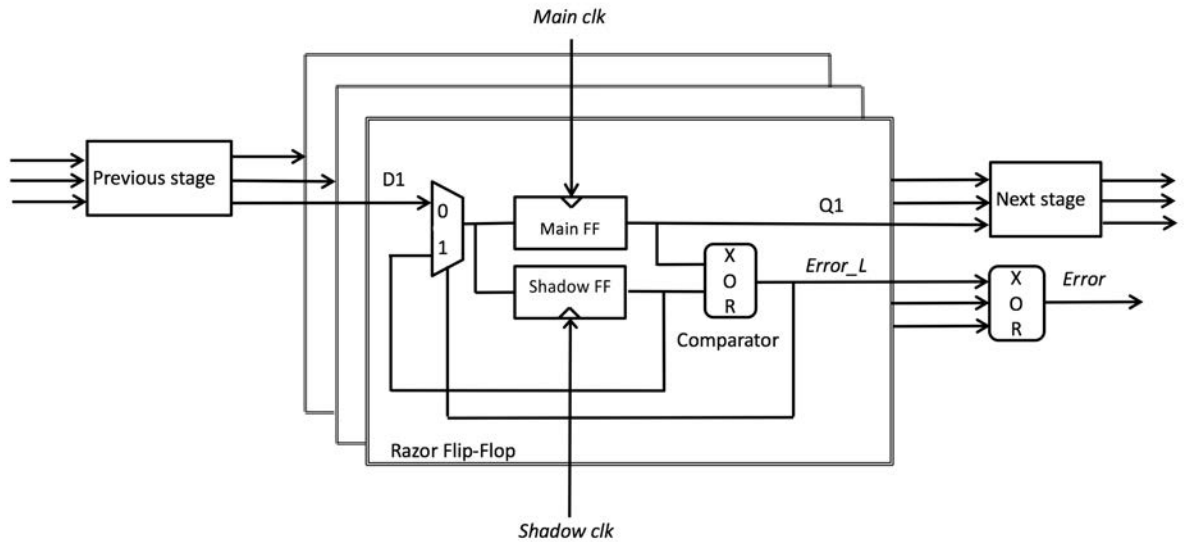 Main clk
Previous stage
D1
0
1
Main FF
Shadow FF
X
O
R
Comparator
Q1
Error_L
Next stage
X
O
R
Error
Razor Flip-Flop
Shadow clk